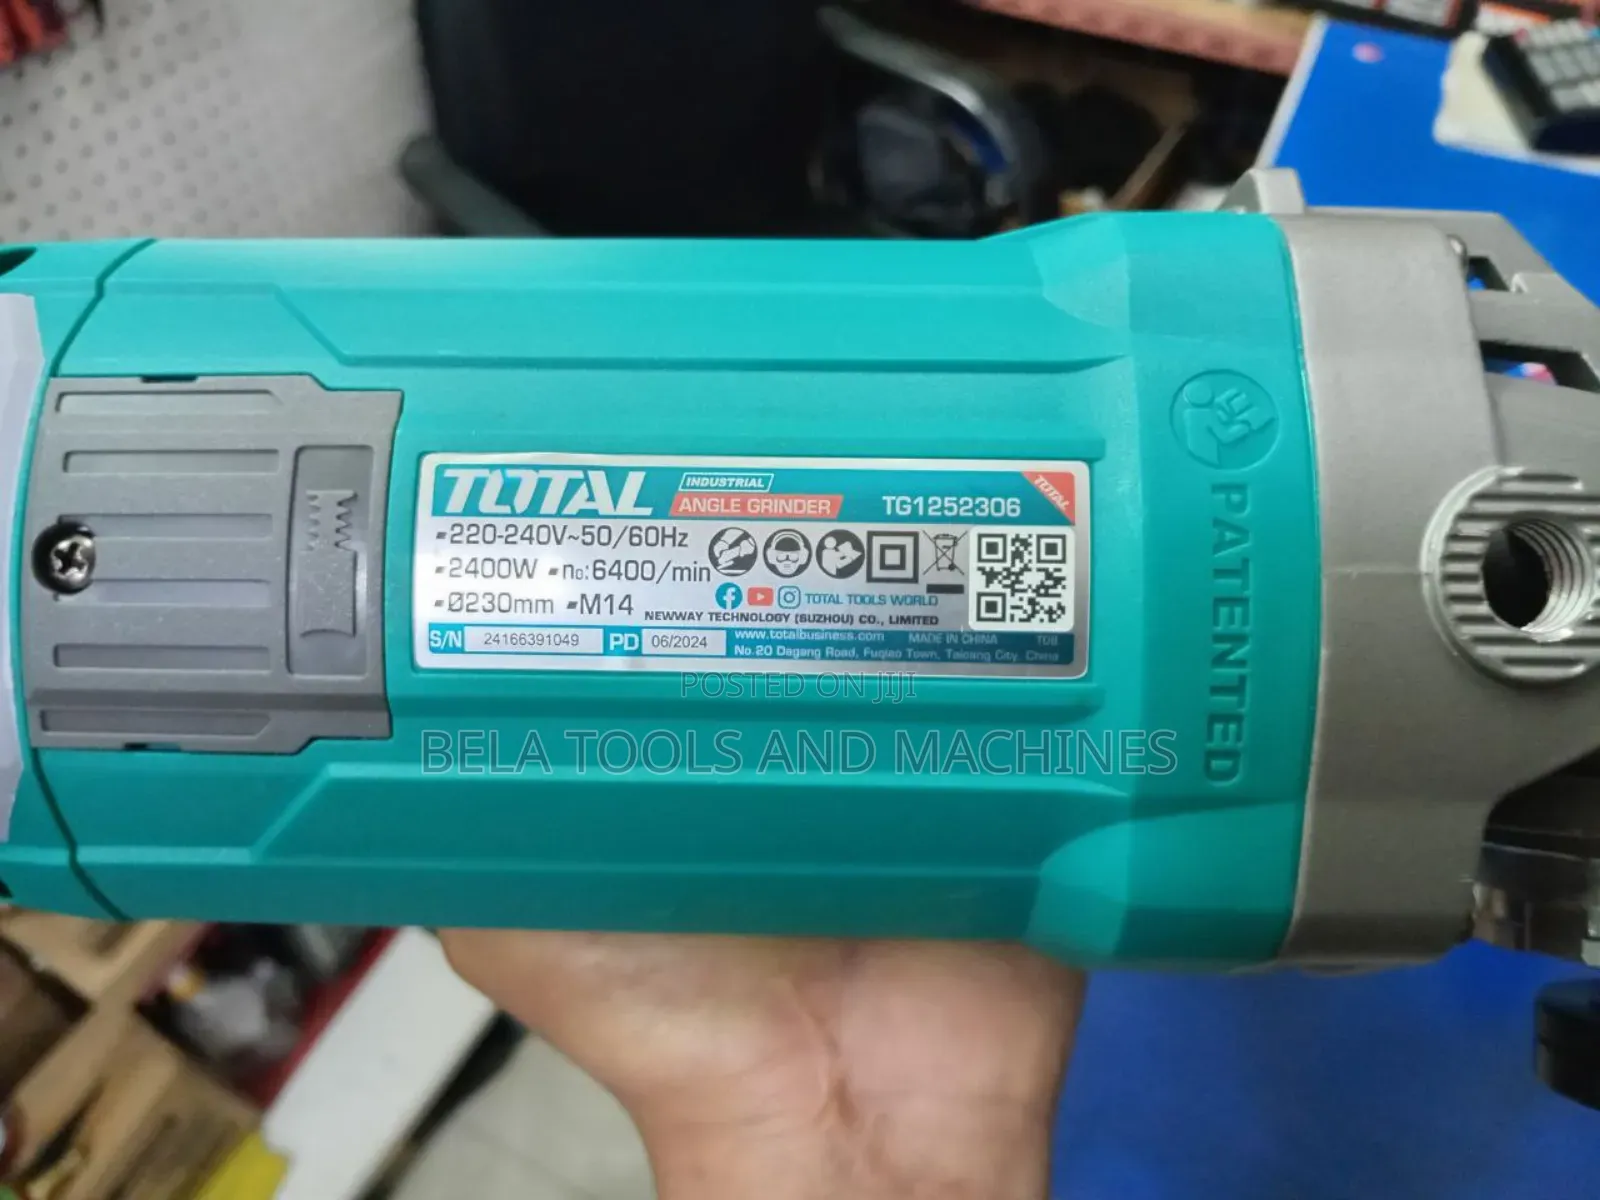 TOTAL INDUSTRIAL ANGLE GRINDER TG1252306 TOTAL
220-240V~50/60Hz
2400W n₀:6400/min
Ø230mm M14
TOTAL TOOLS WORLD
NEWWAY TECHNOLOGY (SUZHOU) CO., LIMITED
S/N 24166391049 PD 06/2024
www.totalbusiness.com MADE IN CHINA T08
No.20 Dagang Road, Fuqiao Town, Taicang City, China
PATENTED
POSTED ON JIJI
BELA TOOLS AND MACHINES